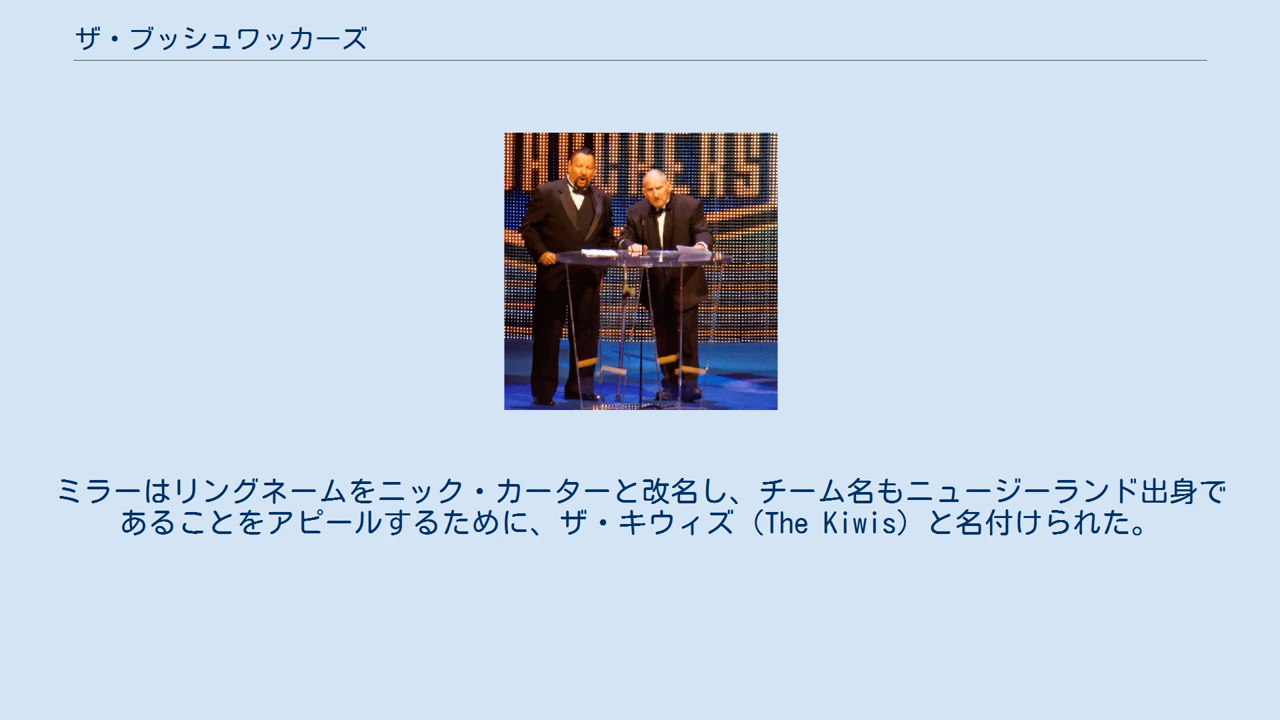 ザ・ブッシュワッカーズ
ミラーはリングネームをニック・カーターと改名し、チーム名もニュージーランド出身で
あることをアピールするために、ザ・キウィズ（The Kiwis）と名付けられた。